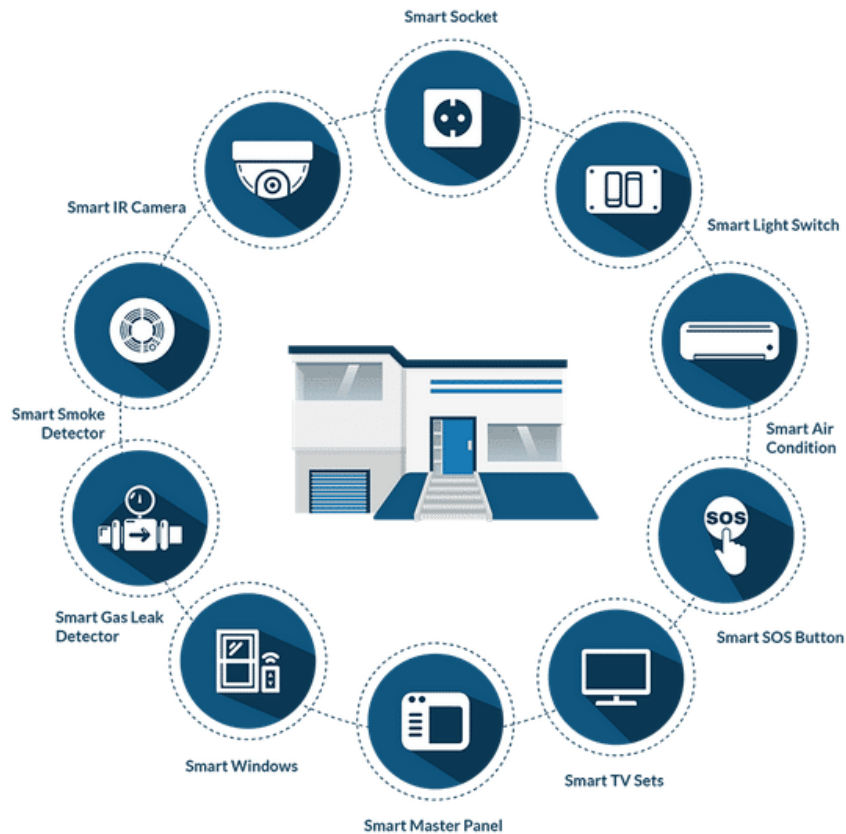 Smart Socket
Smart IR Camera
Smart Light Switch
Smart Smoke
Detector
Smart Air
Condition
SOS
Smart Gas Leak
Detector
Smart SOS Button
Smart Windows
Smart TV Sets
Smart Master Panel